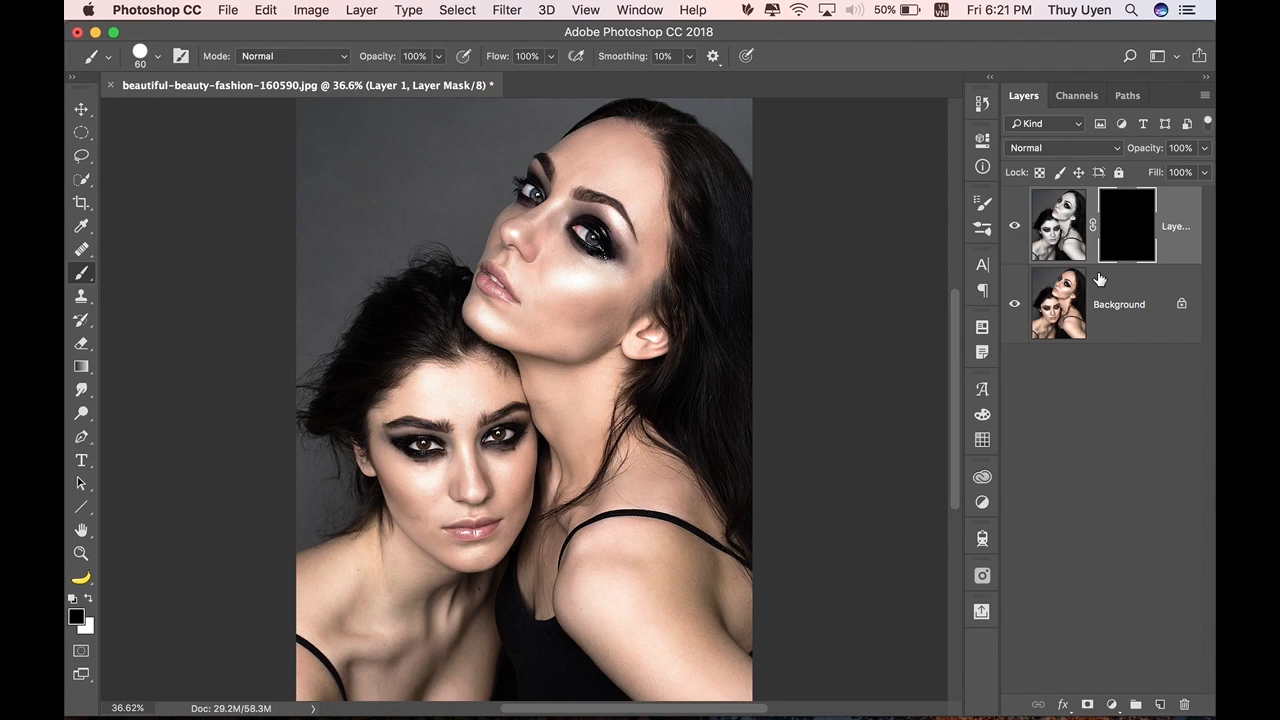 Photoshop CC File Edit Image Layer Type Select Filter 3D View Window Help 50% VI VNI Fri 6:21 PM Thuy Uyen
Adobe Photoshop CC 2018
60 Mode: Normal Opacity: 100% Flow: 100% Smoothing: 10%
beautiful-beauty-fashion-160590.jpg @ 36.6% (Layer 1, Layer Mask/8) *
Layers Channels Paths
Kind
Normal Opacity: 100%
Lock: Fill: 100%
Laye...
Background
36.62% Doc: 29.2M/58.3M